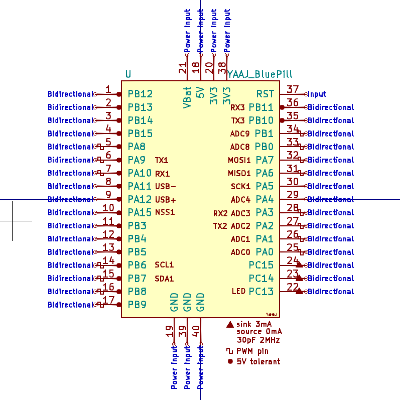 Power Input
Power Input
Power Input
Power Input
21 18 20 38
U YAAJ_BluePill
VBat 5V 3V3 3V3
Bidirectional 1 PB12 RST 37 Input
Bidirectional 2 PB13 RX3 PB11 36 Bidirectional
Bidirectional 3 PB14 TX3 PB10 35 Bidirectional
Bidirectional 4 PB15 ADC9 PB1 34 Bidirectional
Bidirectional 5 PA8 ADC8 PB0 33 Bidirectional
Bidirectional 6 PA9 TX1 MOSI1 PA7 32 Bidirectional
Bidirectional 7 PA10 RX1 MISO1 PA6 31 Bidirectional
Bidirectional 8 PA11 USB- SCK1 PA5 30 Bidirectional
Bidirectional 9 PA12 USB+ ADC4 PA4 29 Bidirectional
Bidirectional 10 PA15 NSS1 RX2 ADC3 PA3 28 Bidirectional
Bidirectional 11 PB3 TX2 ADC2 PA2 27 Bidirectional
Bidirectional 12 PB4 ADC1 PA1 26 Bidirectional
Bidirectional 13 PB5 ADC0 PA0 25 Bidirectional
Bidirectional 14 PB6 SCL1 PC15 24 Bidirectional
Bidirectional 15 PB7 SDA1 PC14 23 Bidirectional
Bidirectional 16 PB8 LED PC13 22 Bidirectional
Bidirectional 17 PB9
GND GND GND
19 39 40
Power Input
Power Input
Power Input
sink 3mA
source 0mA
30pF 2MHz
PWM pin
5V tolerant